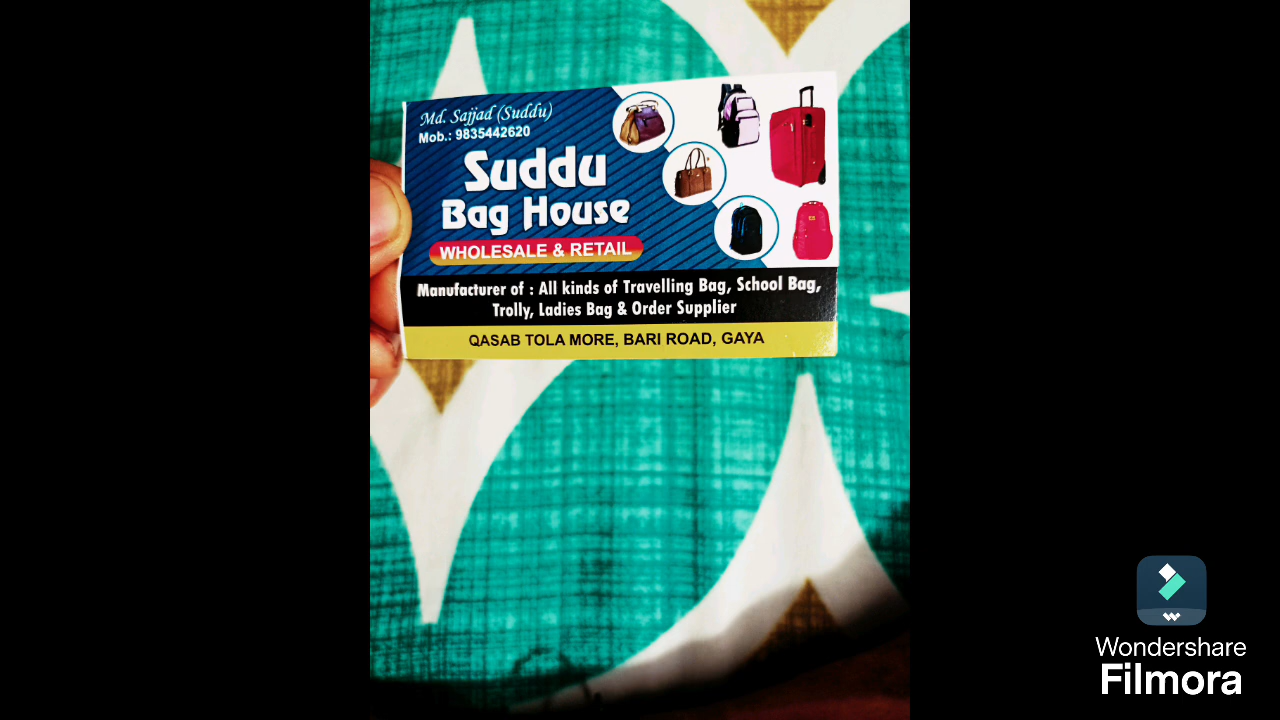 Md. Sajjad (Suddu)
Mob.: 9835442620
Suddu
Bag House
WHOLESALE & RETAIL
Manufacturer of : All kinds of Travelling Bag, School Bag,
Trolly, Ladies Bag & Order Supplier
QASAB TOLA MORE, BARI ROAD, GAYA
Wondershare
Filmora